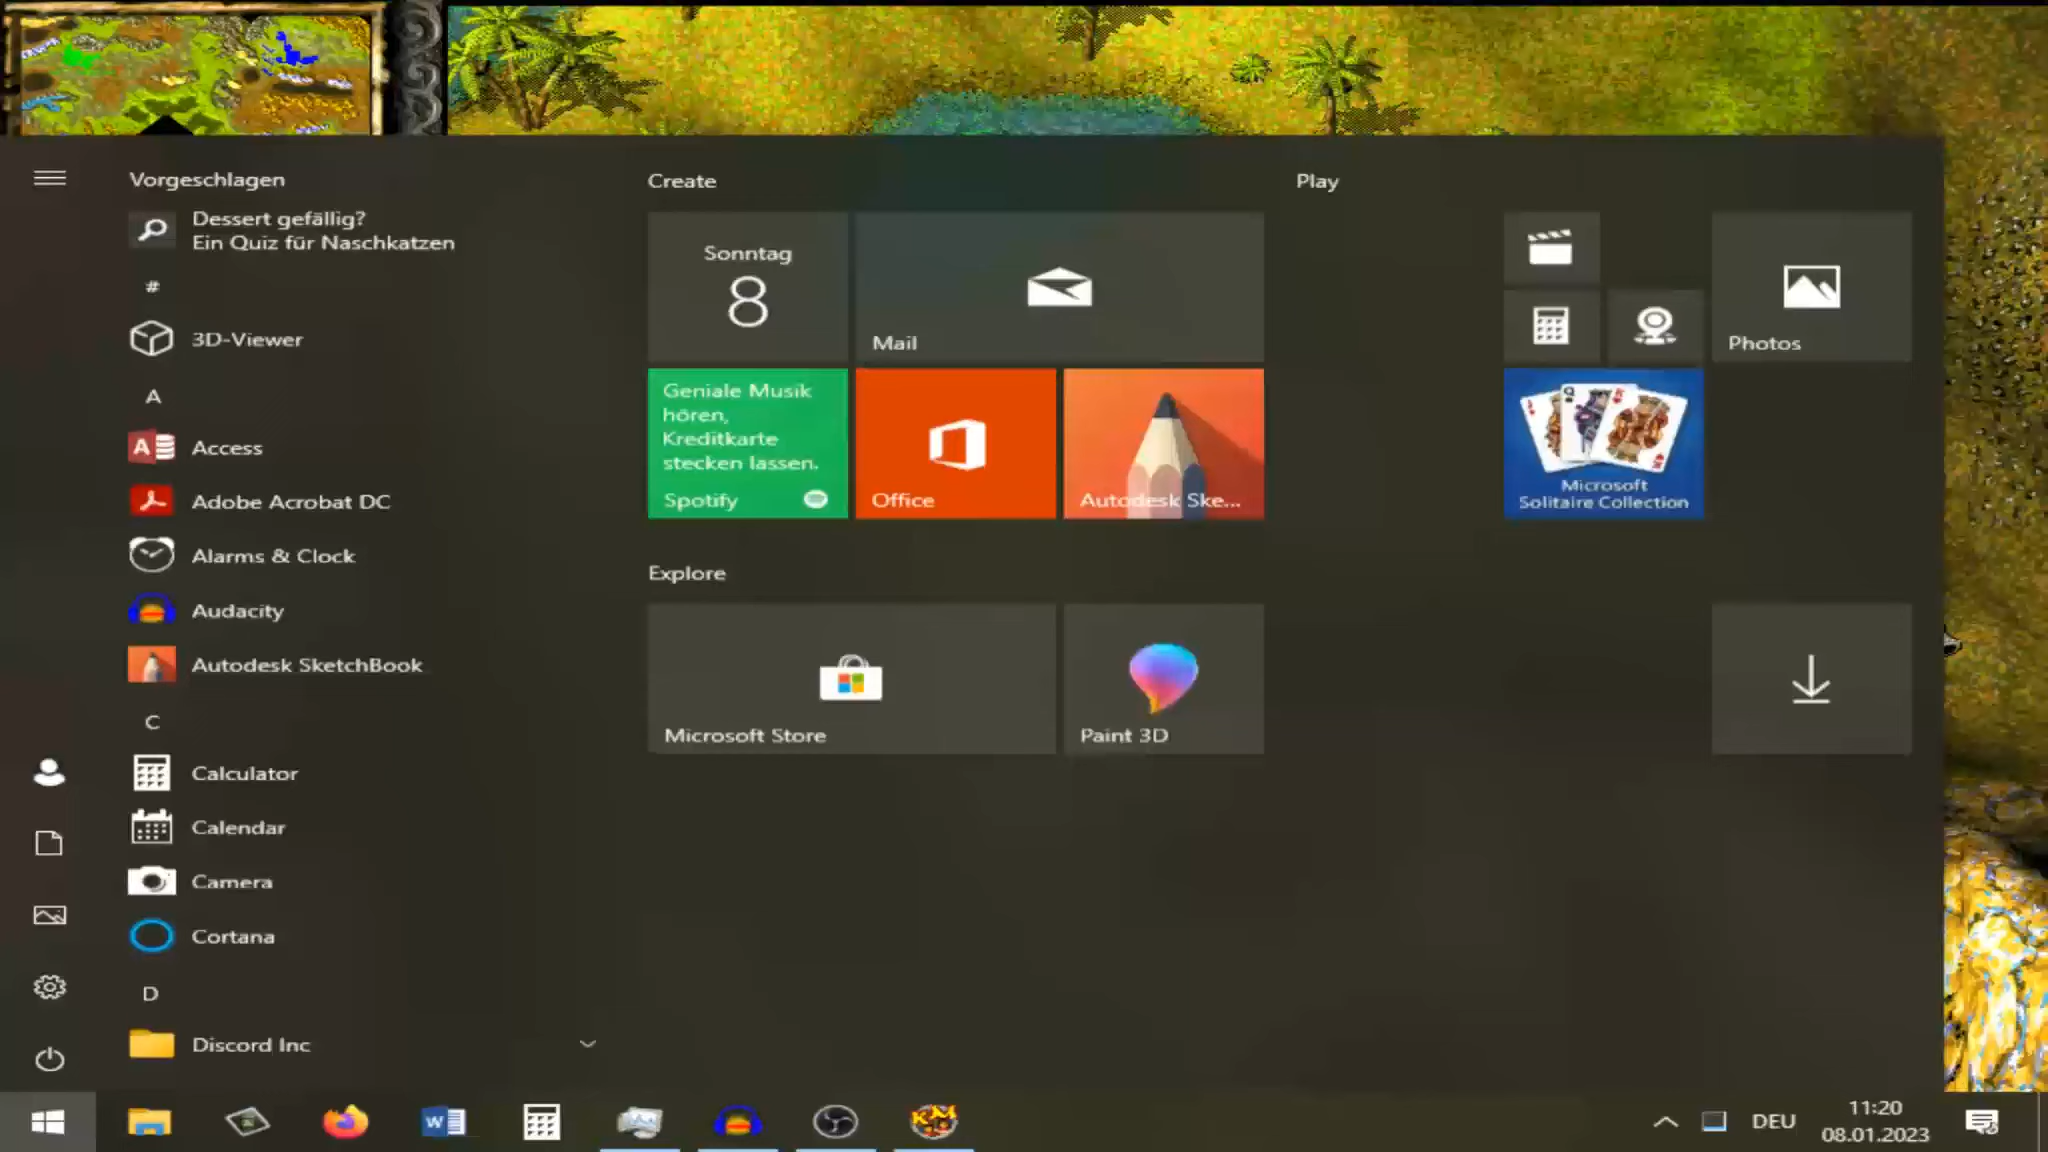 Vorgeschlagen
Dessert gefällig?
Ein Quiz für Naschkatzen
#
3D-Viewer
A
Access
Adobe Acrobat DC
Alarms & Clock
Audacity
Autodesk SketchBook
C
Calculator
Calendar
Camera
Cortana
D
Discord Inc
Create
Sonntag
8
Mail
Geniale Musik
hören,
Kreditkarte
stecken lassen.
Spotify
Office
Autodesk Ske...
Explore
Microsoft Store
Paint 3D
Play
Photos
Microsoft
Solitaire Collection
DEU
11:20
08.01.2023